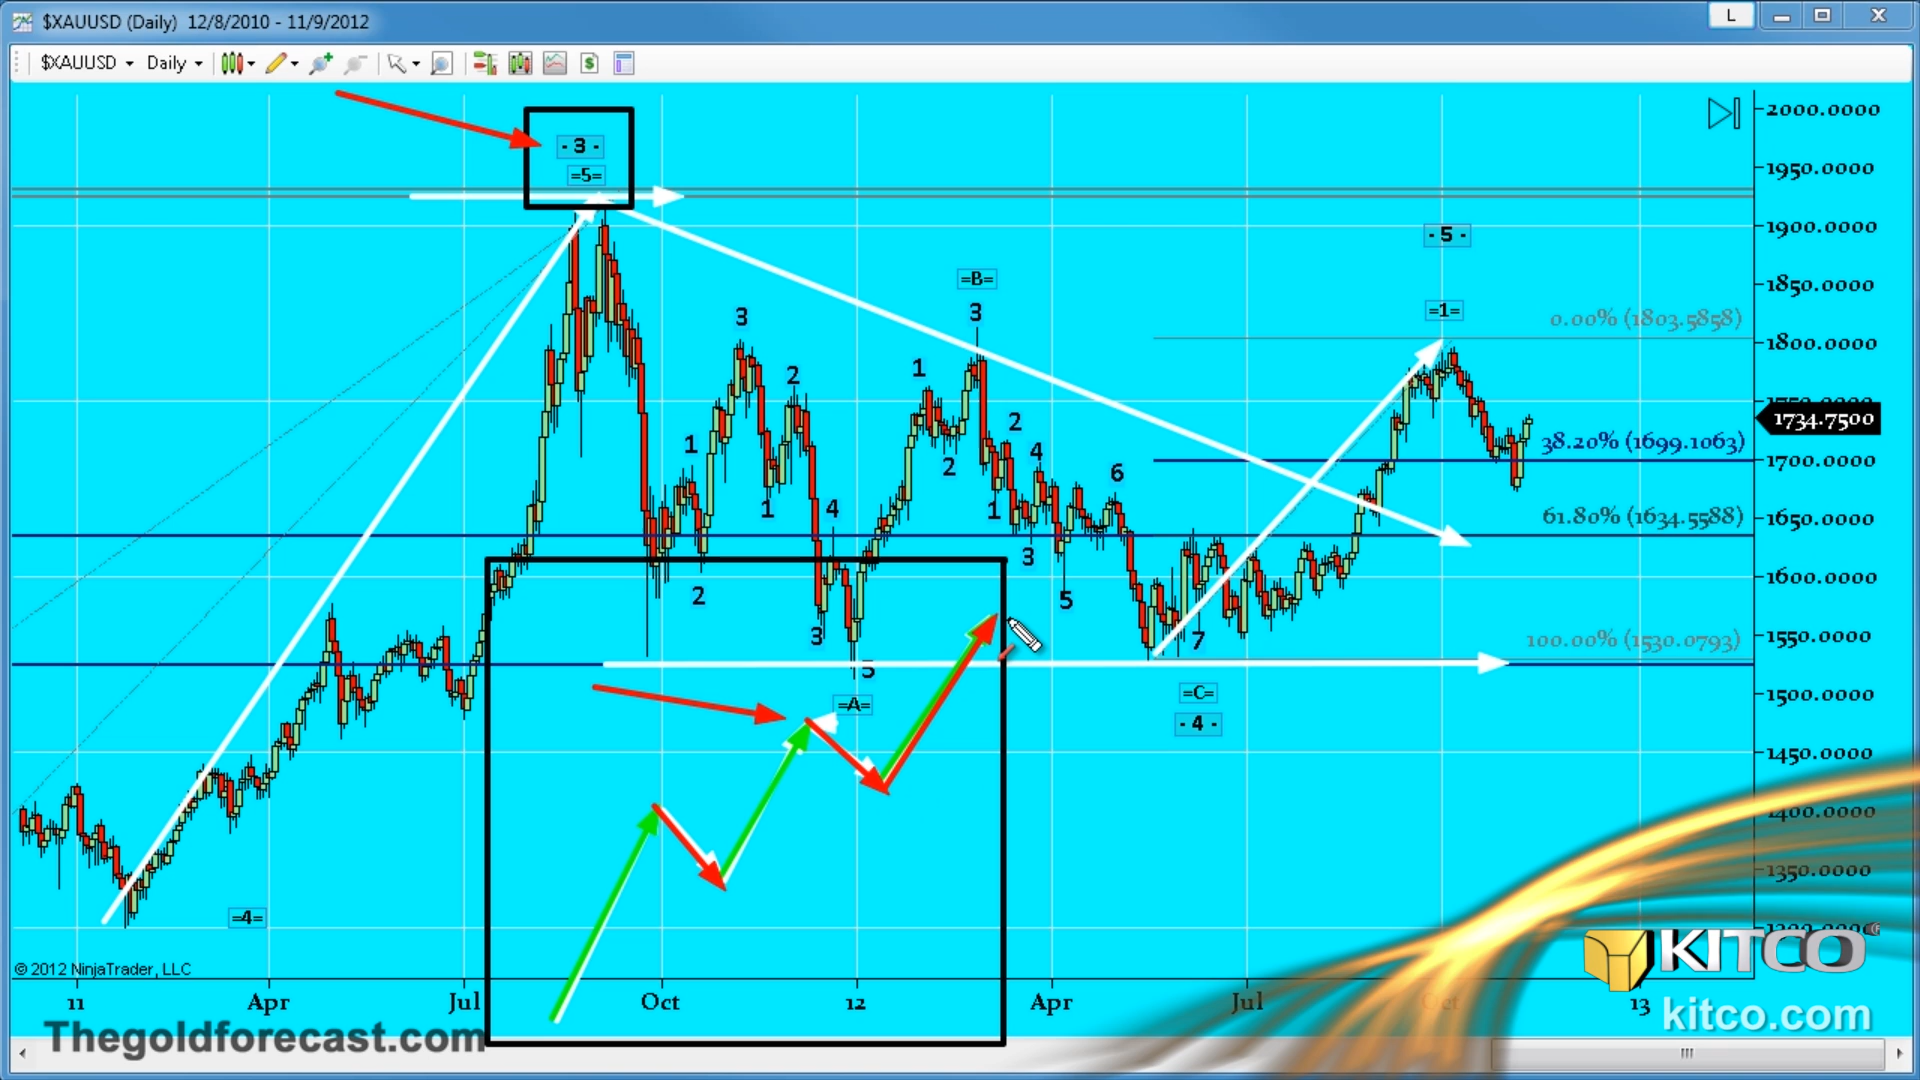 $XAUUSD (Daily) 12/8/2010 - 11/9/2012
L
$XAUUSD Daily
2000.0000
- 3 -
1950.0000
=5=
1900.0000
- 5 -
=B=
1850.0000
=1=
3
3
0.00% (1803.5858)
1800.0000
1
2
1734.7500
2
4
1
38.20% (1699.1063)
1700.0000
2
6
1
4
1
61.80% (1634.5588)
1650.0000
3
1600.0000
2
5
3
7
100.00% (1530.0793)
1550.0000
5
=A=
=C=
1500.0000
- 4 -
1450.0000
1400.0000
1350.0000
=4=
KITCO
© 2012 NinjaTrader, LLC
11 Apr Jul Oct 12 Apr Jul Oct 13
kitco.com
Thegoldforecast.com